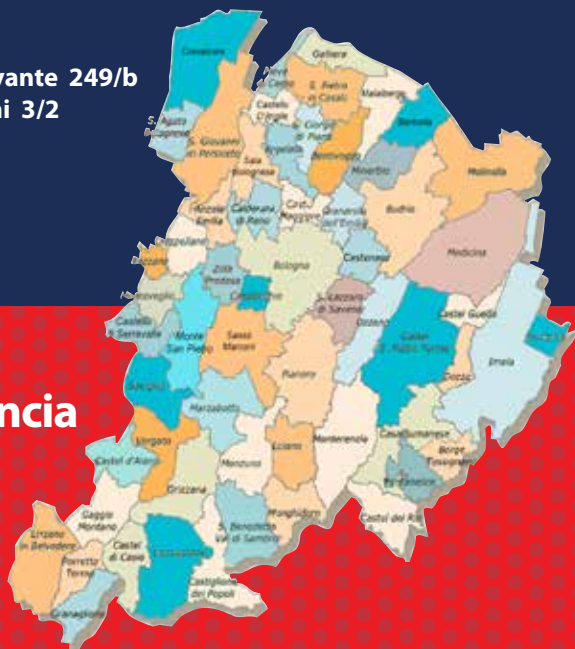 vante 249/b
ni 3/2
ncia
Crevalcore
Galliera
S. Pietro
in Casale
Malalbergo
Castello
D'Argile
S. Agata
Bolognese
S. Giovanni
in Persiceto
S. Giorgio
di Piano
Bentivoglio
Baricella
Minerbio
Molinella
Argelato
Sala
Bolognese
Castel
Maggiore
Granarolo
dell'Emilia
Budrio
Anzola
Emilia
Calderara
di Reno
Castenaso
Medicina
Crespellano
Bazzano
Zola
Predosa
Bologna
Monteveglio
Casalecchio
S. Lazzaro
di Savena
Castel Guelfo
Castello
di Serravalle
Monte
San Pietro
Sasso
Marconi
Ozzano
Castel
S. Pietro Terme
Imola
Dozza
Savigno
Pianoro
Marzabotto
Vergato
Loiano
Monterenzio
Casalfiumanese
Borgo
Tossignano
Castel d'Aiano
Monzuno
Fontanelice
Grizzana
Gaggio
Montano
Monghidoro
Castel del Rio
Lizzano
in Belvedere
Castel
di Casio
S. Benedetto
Val di Sambro
Porretta
Terme
Castiglione
dei Popoli
Granaglione